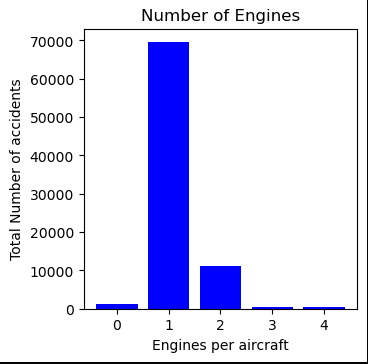 Number of Engines
Total Number of accidents
70000
60000
50000
40000
30000
20000
10000
0
0 1 2 3 4
Engines per aircraft